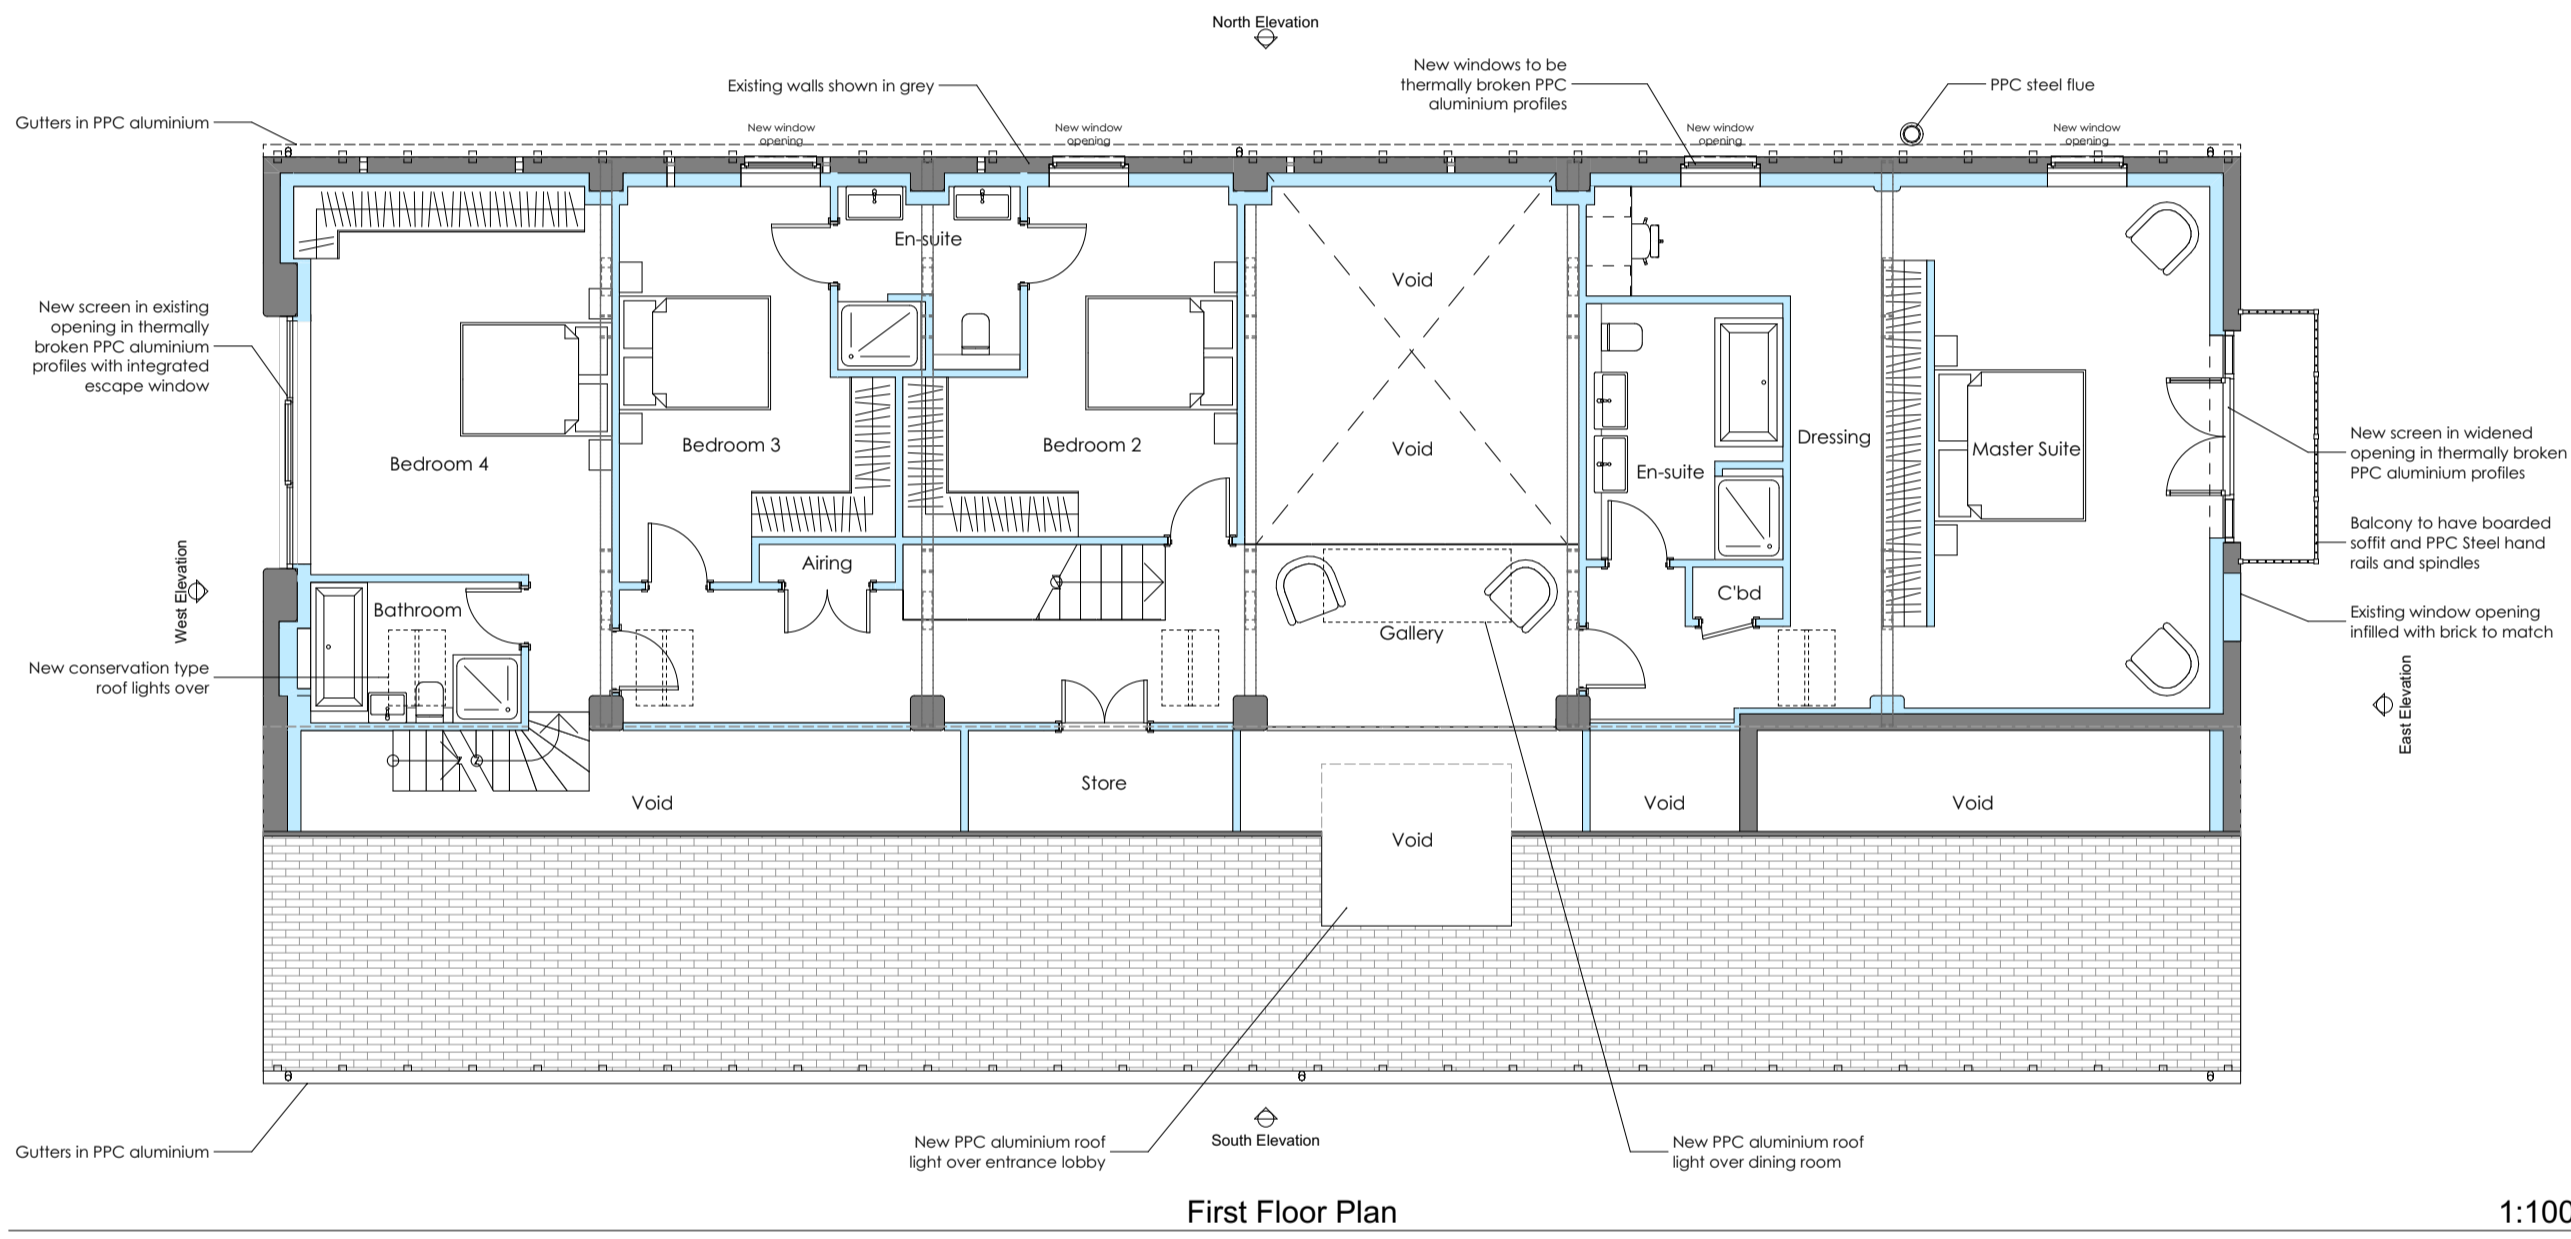 North Elevation
New windows to be
thermally broken PPC
aluminium profiles
Existing walls shown in grey
PPC steel flue
Gutters in PPC aluminium
New window
opening
New window
opening
New window
opening
New window
opening
En-suite
Void
New screen in existing
opening in thermally
broken PPC aluminium
profiles with integrated
escape window
Bedroom 4
Bedroom 3
Bedroom 2
Void
Dressing
En-suite
Master Suite
New screen in widened
opening in thermally broken
PPC aluminium profiles
Balcony to have boarded
soffit and PPC Steel hand
rails and spindles
West Elevation
Airing
C'bd
Bathroom
Gallery
Existing window opening
infilled with brick to match
New conservation type
roof lights over
East Elevation
Void
Store
Void
Void
Void
South Elevation
Gutters in PPC aluminium
New PPC aluminium roof
light over entrance lobby
New PPC aluminium roof
light over dining room
First Floor Plan
1:100